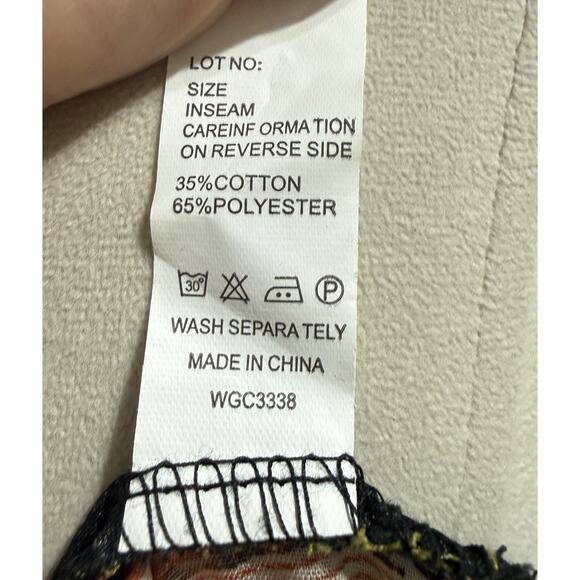 LOT NO:
SIZE
INSEAM
CAREINF ORMA TION
ON REVERSE SIDE
35%COTTON
65%POLYESTER
30° P
WASH SEPARA TELY
MADE IN CHINA
WGC3338